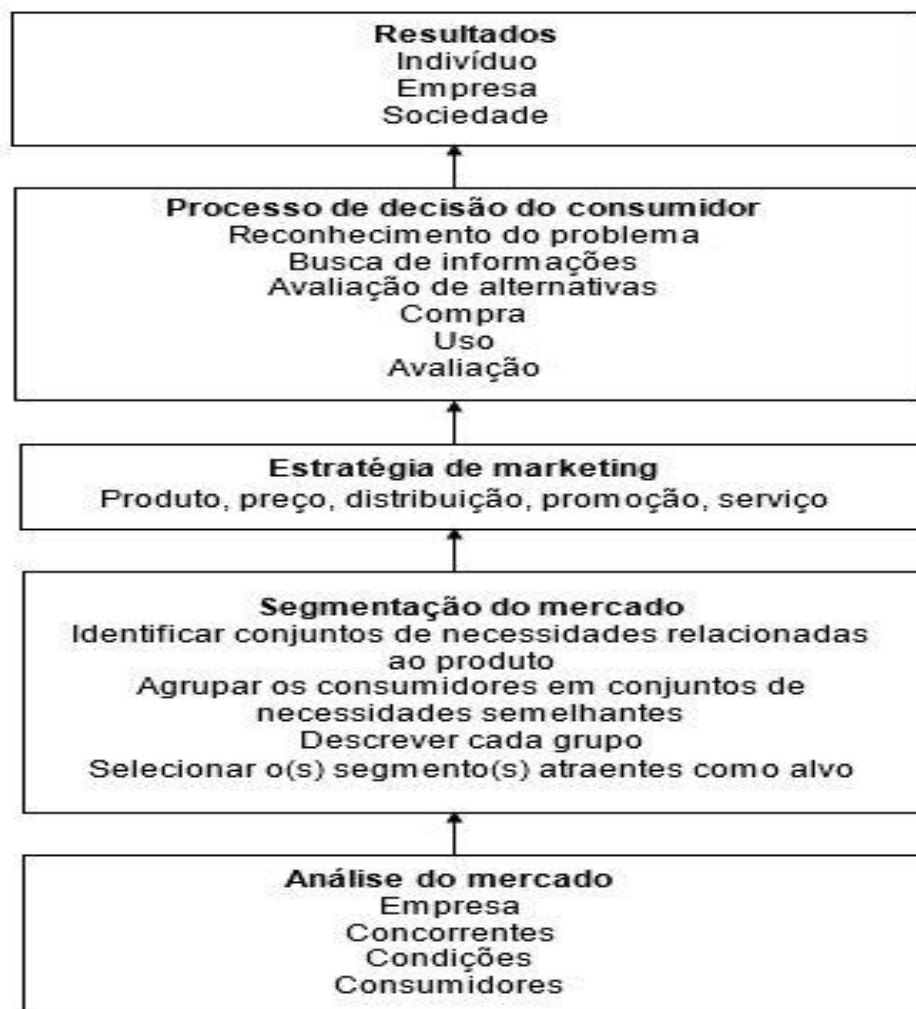 Resultados
Indivíduo
Empresa
Sociedade
Processo de decisão do consumidor
Reconhecimento do problema
Busca de informações
Avaliação de alternativas
Compra
Uso
Avaliação
Estratégia de marketing
Produto, preço, distribuição, promoção, serviço
Segmentação do mercado
Identificar conjuntos de necessidades relacionadas
ao produto
Agrupar os consumidores em conjuntos de
necessidades semelhantes
Descrever cada grupo
Selecionar o(s) segmento(s) atraentes como alvo
Análise do mercado
Empresa
Concorrentes
Condições
Consumidores